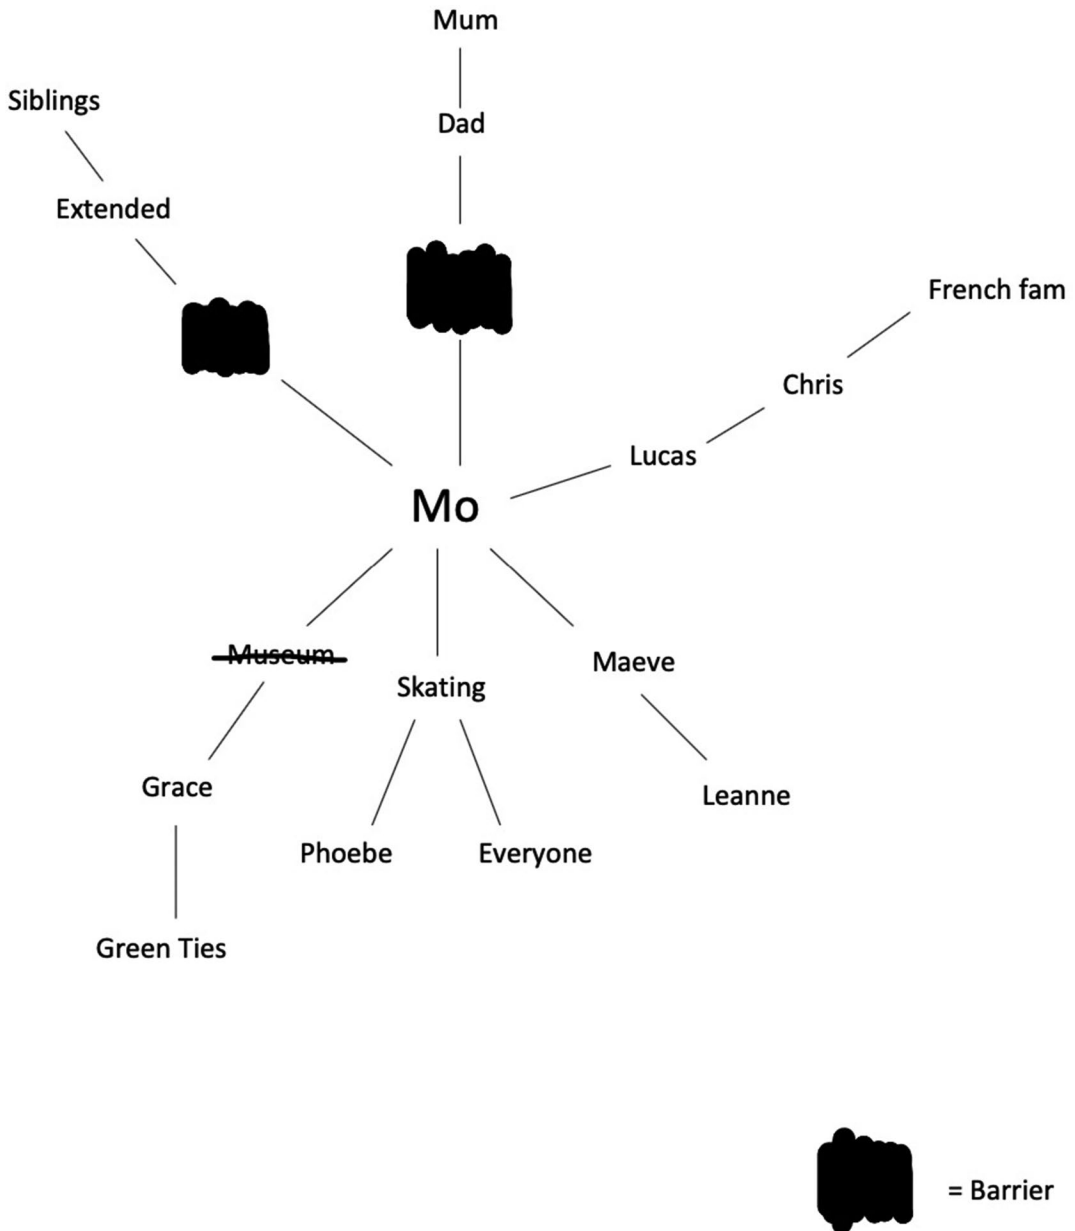 Mum
Siblings
Dad
Extended
French fam
Chris
Lucas
Mo
Museum
Maeve
Skating
Grace
Leanne
Phoebe
Everyone
Green Ties
= Barrier